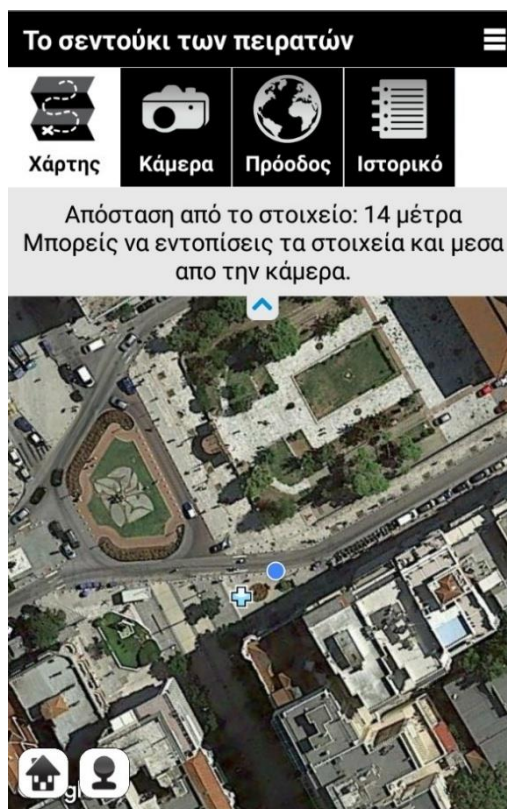 Το σεντούκι των πειρατών
Χάρτης Κάμερα Πρόοδος Ιστορικό
Απόσταση από το στοιχείο: 14 μέτρα
Μπορείς να εντοπίσεις τα στοιχεία και μεσα
απο την κάμερα.